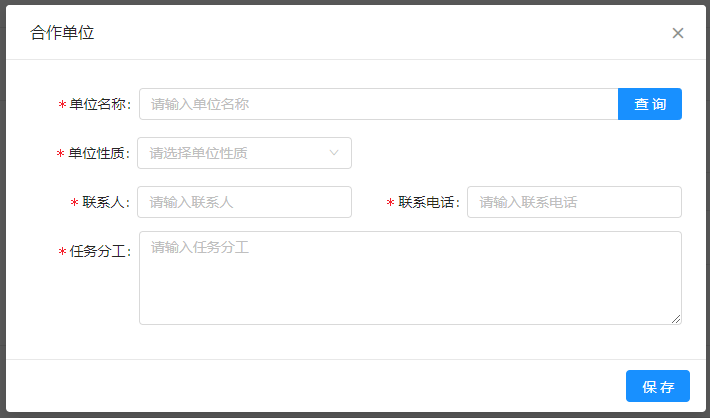 合作单位
* 单位名称: 请输入单位名称 查 询
* 单位性质: 请选择单位性质
* 联系人: 请输入联系人 * 联系电话: 请输入联系电话
* 任务分工: 请输入任务分工
保 存